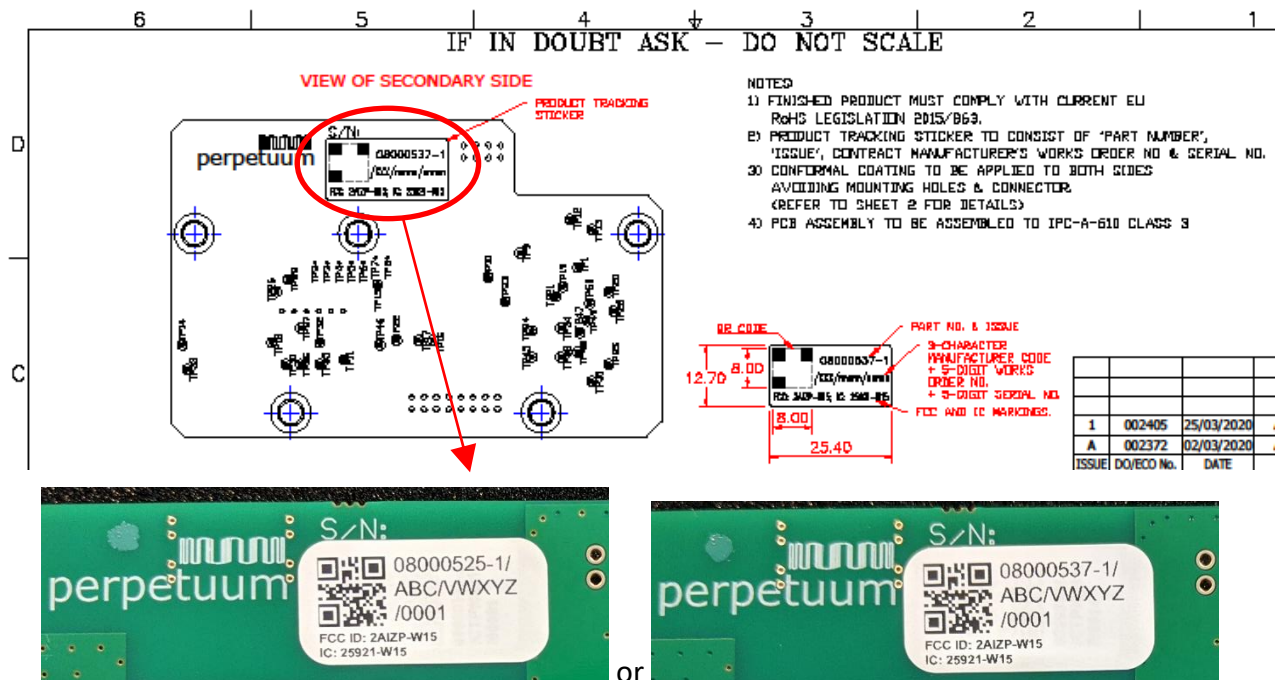 6 5 4 3 2 1
IF IN DOUBT ASK – DO NOT SCALE
VIEW OF SECONDARY SIDE
PRODUCT TRACKING
STICKER
D
S/N:
perpetuum
08000537-1
NOTES
1) FINISHED PRODUCT MUST COMPLY WITH CURRENT EU
RoHS LEGISLATION 2015/863.
2) PRODUCT TRACKING STICKER TO CONSIST OF 'PART NUMBER',
'ISSUE', CONTRACT MANUFACTURER'S WORKS ORDER NO & SERIAL NO.
3) CONFORMAL COATING TO BE APPLIED TO BOTH SIDES
AVOIDING MOUNTING HOLES & CONNECTOR.
(REFER TO SHEET 2 FOR DETAILS)
4) PCB ASSEMBLY TO BE ASSEMBLED TO IPC-A-610 CLASS 3
C
QR CODE
PART NO. & ISSUE
3-CHARACTER
MANUFACTURER CODE
+ 5-DIGIT WORKS
ORDER NO.
+ 5-DIGIT SERIAL NO.
FCC AND IC MARKINGS.
08000537-1
12.70
8.00
8.00
25.40
1 002405 25/03/2020
A 002372 02/03/2020
ISSUE DO/ECO No. DATE
S/N:
perpetuum
08000525-1/
ABC/VWXYZ
/0001
FCC ID: 2AIZP-W15
IC: 25921-W15
or
S/N:
perpetuum
08000537-1/
ABC/VWXYZ
/0001
FCC ID: 2AIZP-W15
IC: 25921-W15